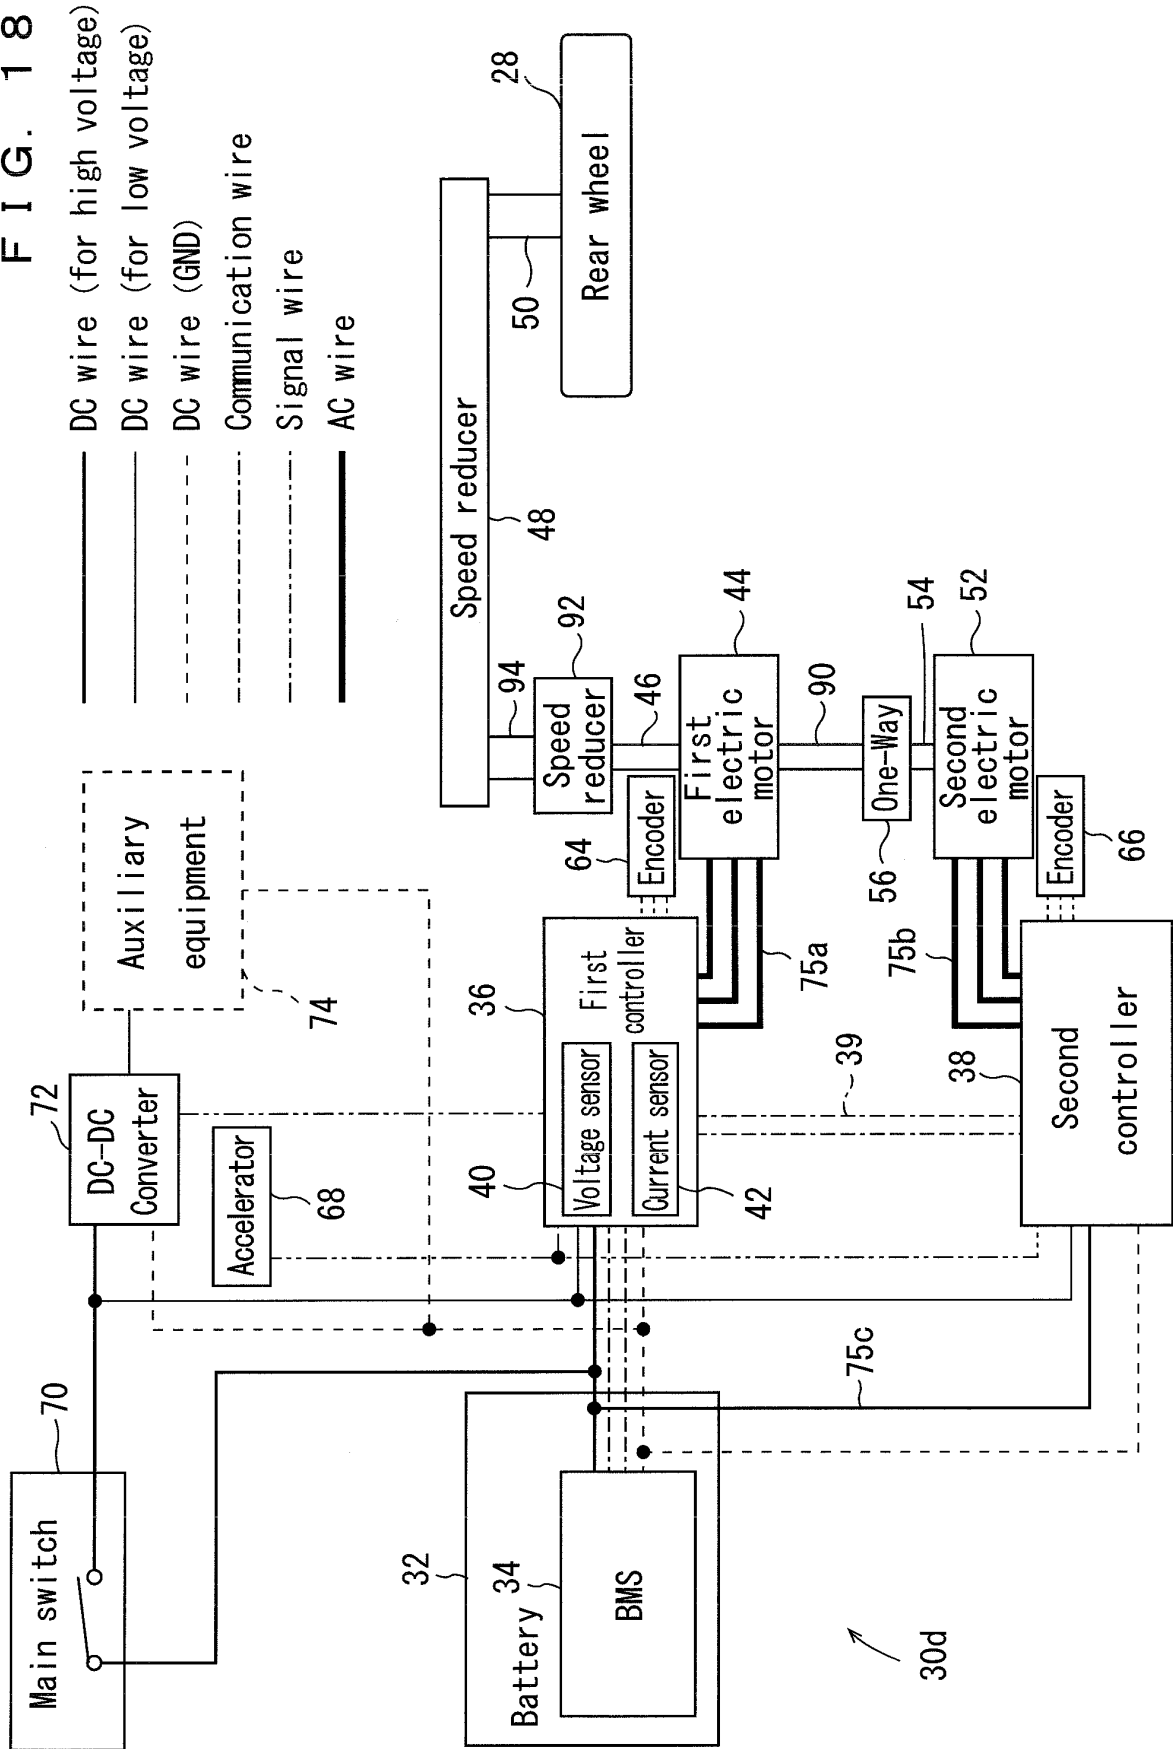 FIG. 18
DC wire (for high voltage)
DC wire (for low voltage)
DC wire (GND)
Communication wire
Signal wire
AC wire
Main switch
70
72
DC-DC
Converter
Auxiliary
equipment
74
Accelerator
68
Speed reducer
48
50
28
Rear wheel
94
92
Speed
reducer
46
64
Encoder
44
First
electric
motor
90
56
One-Way
54
52
Second
electric
motor
66
Encoder
36
First
controller
40
Voltage sensor
Current sensor
42
75a
75b
39
38
Second
controller
75c
32
Battery
34
BMS
30d